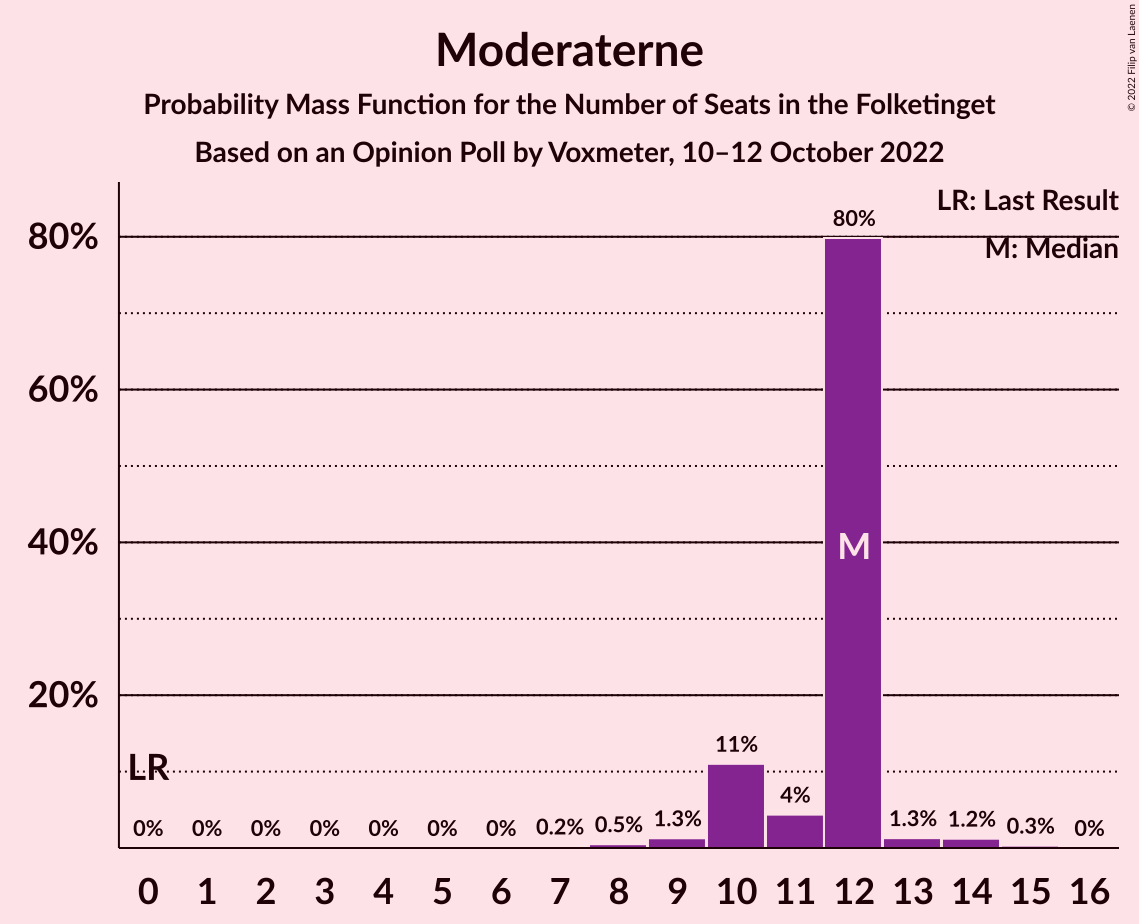 Moderaterne
Probability Mass Function for the Number of Seats in the Folketinget
Based on an Opinion Poll by Voxmeter, 10–12 October 2022
© 2022 Filip van Laenen
LR: Last Result
M: Median
80%
60%
40%
20%
80%
M
LR
11%
4%
0% 0% 0% 0% 0% 0% 0% 0.2% 0.5% 1.3% 1.3% 1.2% 0.3% 0%
0 1 2 3 4 5 6 7 8 9 10 11 12 13 14 15 16